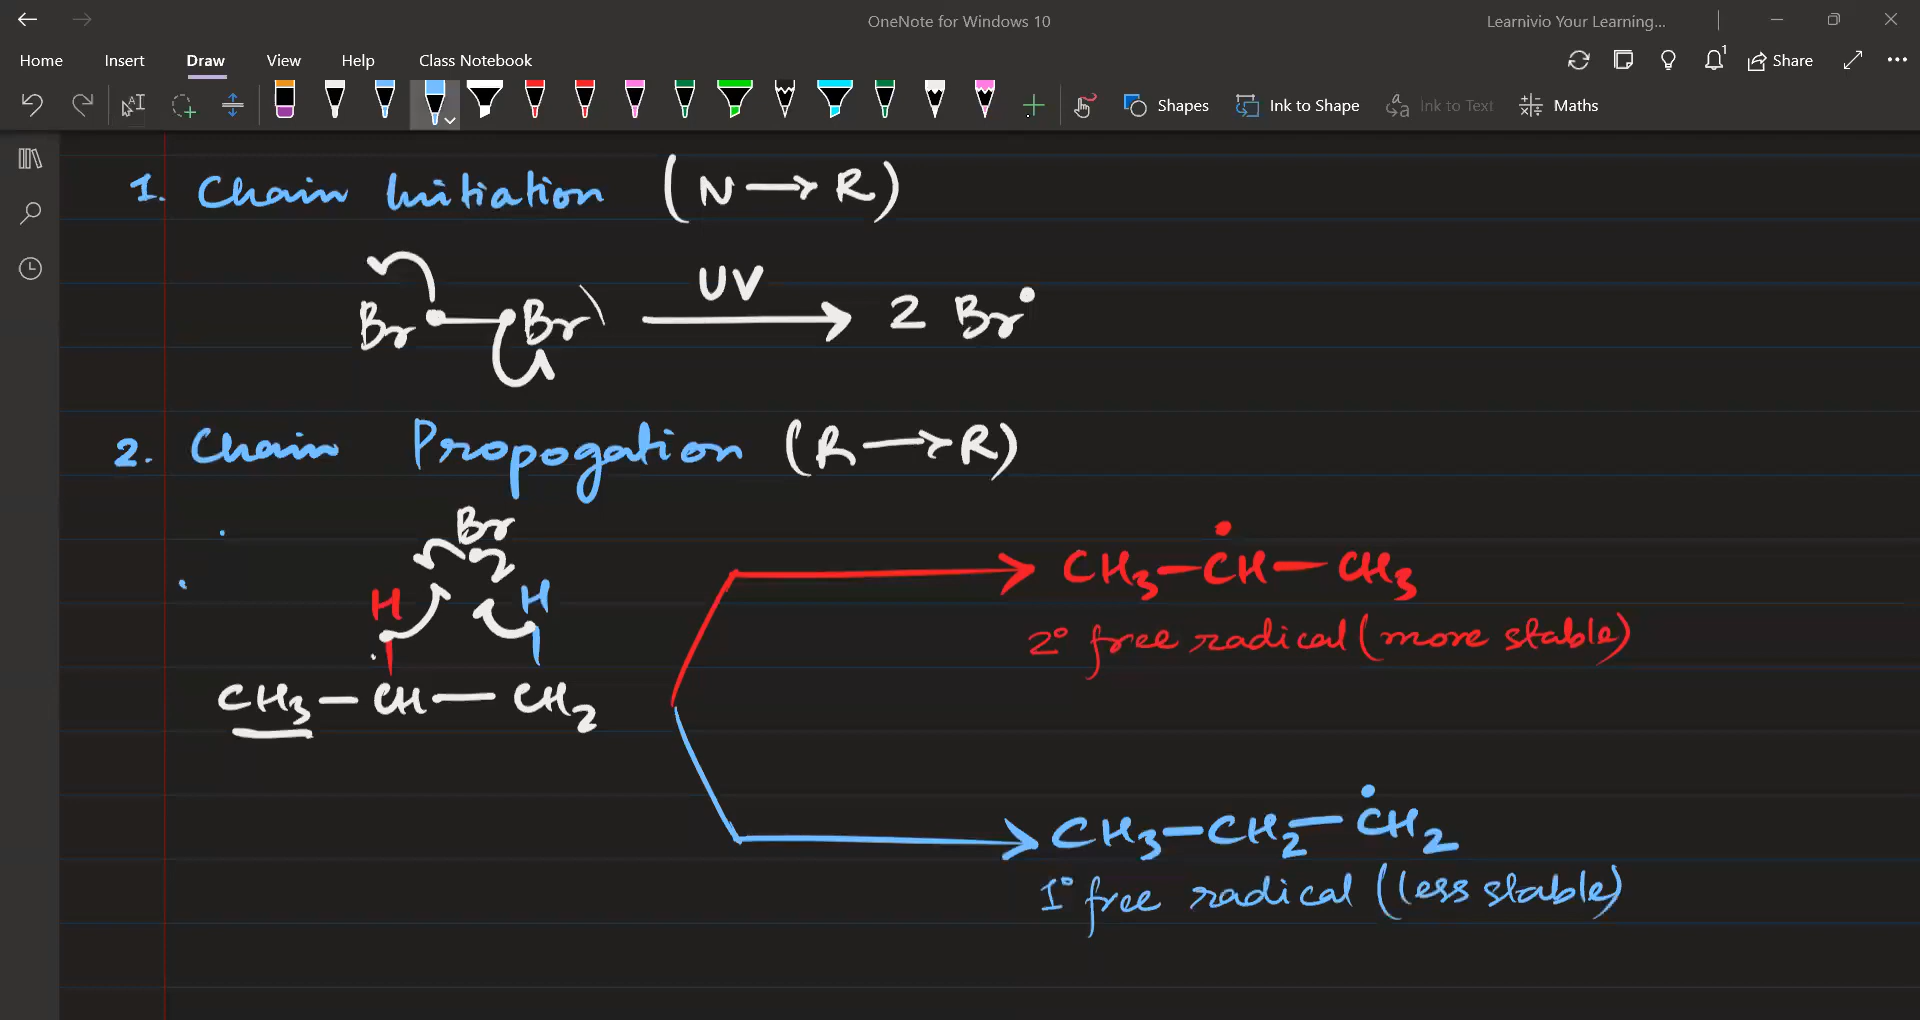 OneNote for Windows 10
Learnivio Your Learning...
Home Insert Draw View Help Class Notebook
1
Share
Shapes
Ink to Shape
Ink to Text
Maths
1. Chain Initiation (N → R)
Br — Br UV → 2 Br•
2. Chain Propogation (R → R)
Br
H H
CH₃ — CH — CH₂
CH₃ — ĊH — CH₃
2° free radical (more stable)
CH₃ — CH₂ — ĊH₂
1° free radical (less stable)